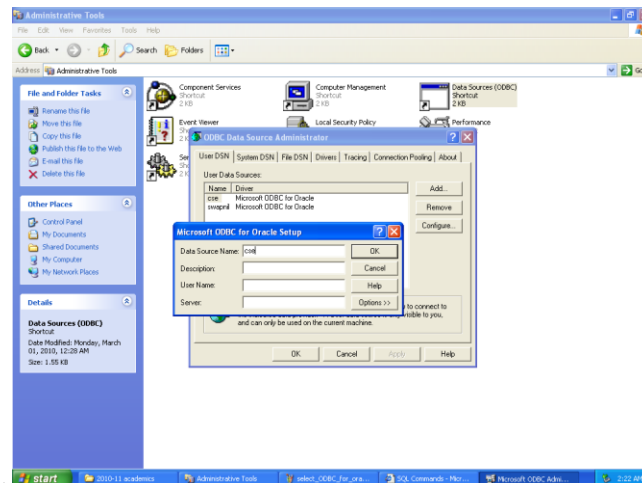 Administrative Tools
File Edit View Favorites Tools Help
Back Search Folders
Address Administrative Tools Go
File and Folder Tasks
Rename this file
Move this file
Copy this file
Publish this file to the Web
E-mail this file
Delete this file
Other Places
Control Panel
My Documents
Shared Documents
My Computer
My Network Places
Details
Data Sources (ODBC)
Shortcut
Date Modified: Monday, March
01, 2010, 12:28 AM
Size: 1.55 KB
Component Services
Shortcut
2 KB
Computer Management
Shortcut
2 KB
Data Sources (ODBC)
Shortcut
2 KB
Event Viewer
Local Security Policy
Performance
ODBC Data Source Administrator
User DSN System DSN File DSN Drivers Tracing Connection Pooling About
User Data Sources:
Name Driver
cse Microsoft ODBC for Oracle
swapnil Microsoft ODBC for Oracle
Add...
Remove
Configure...
Microsoft ODBC for Oracle Setup
Data Source Name: cse
Description:
User Name:
Server:
OK
Cancel
Help
Options >>
to connect to
visible to you,
and can only be used on the current machine.
OK Cancel Apply Help
start 2010-11 academics Administrative Tools select_ODBC_for_ora... SQL Commands - Micr... Microsoft ODBC Adm... 2:22 AM